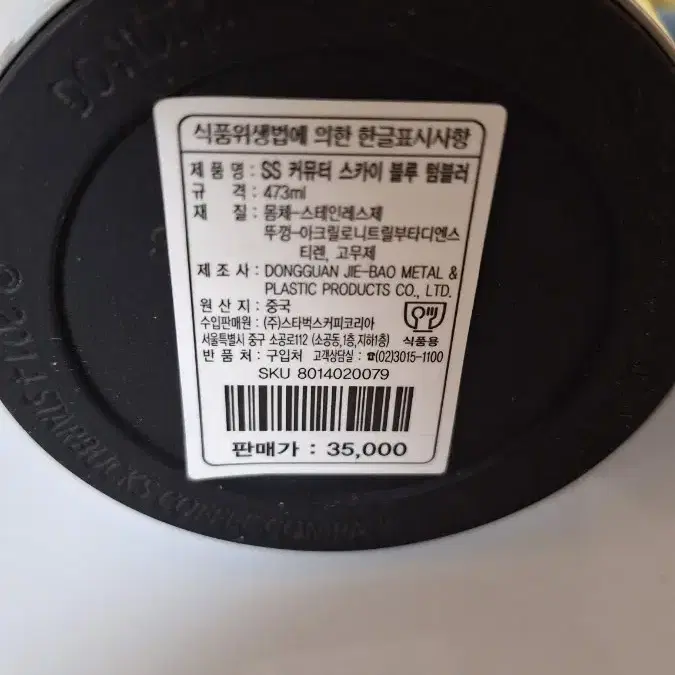 식품위생법에 의한 한글표시사항
제 품 명 : SS 커뮤터 스카이 블루 텀블러
규 격 : 473ml
재 질 : 몸체-스테인레스제
뚜껑-아크릴로니트릴부타디엔스
티렌, 고무제
제 조 사 : DONGGUAN JIE-BAO METAL &
PLASTIC PRODUCTS CO., LTD.
원 산 지 : 중국
수입판매원 : (주)스타벅스커피코리아
서울특별시 중구 소공로112 (소공동,1층,지하1층)
식품용
반 품 처 : 구입처 고객상담실 : ☎(02)3015-1100
SKU 8014020079
판매가 : 35,000
© 2014 STARBUCKS COFFEE COMPANY